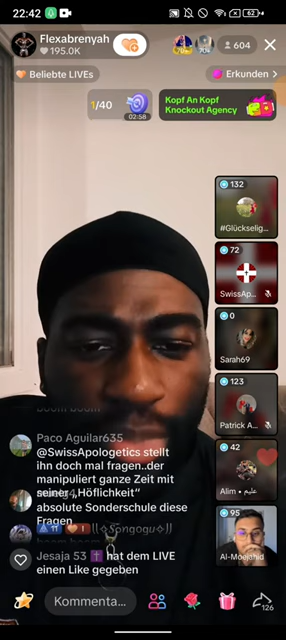 22:42
62
Flexabrenyah
195.0K
604
Beliebte LIVEs
Erkunden >
1/40
02:58
Kopf An Kopf
Knockout Agency
132
#Glückselig...
72
SwissAp...
0
Sarah69
123
Patrick A...
42
Alim • عليم
95
Al-Moojahid
Paco Aguilar635
@SwissApologetics stellt
ihn doch mal fragen..der
manipuliert ganze Zeit mit
seiner „Höflichkeit"
absolute Sonderschule diese
Fragen
Jesaja 53 ✝️ hat dem LIVE
einen Like gegeben
Kommenta...
126